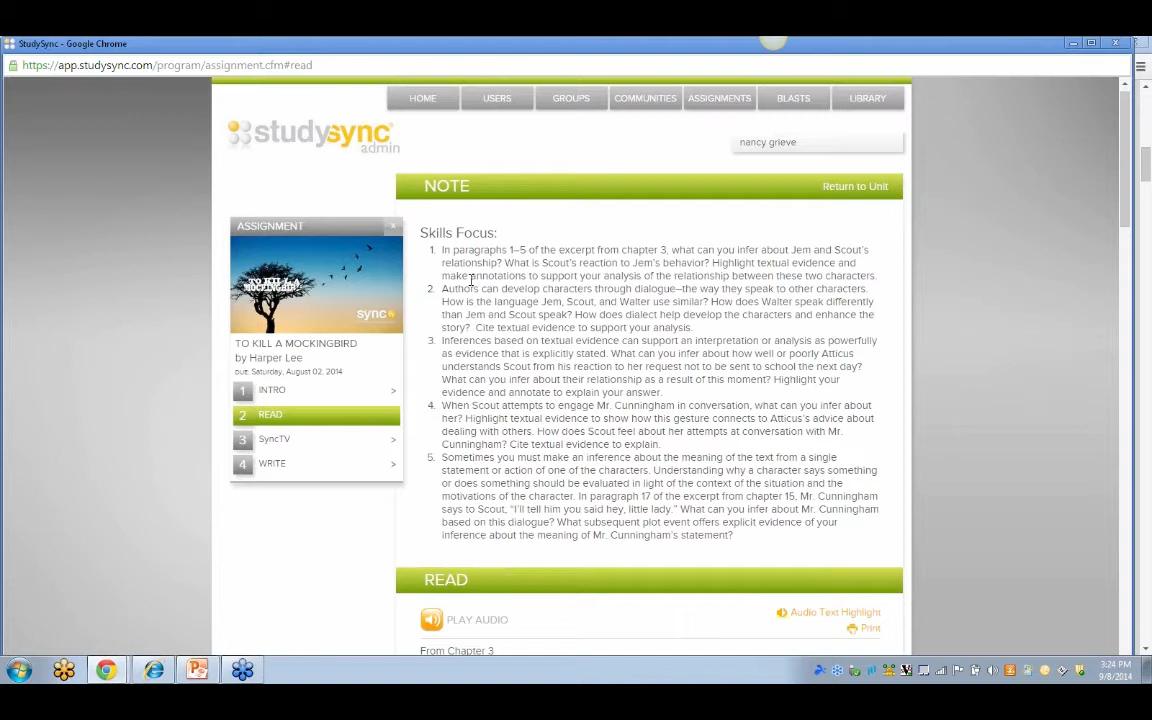 StudySync - Google Chrome
https://app.studysync.com/program/assignment.cfm#read
HOME USERS GROUPS COMMUNITIES ASSIGNMENTS BLASTS LIBRARY
studysync
admin
nancy grieve
NOTE
Return to Unit
ASSIGNMENT
TO KILL A
MOCKINGBIRD
sync
TO KILL A MOCKINGBIRD
by Harper Lee
due: Saturday, August 02, 2014
1 INTRO >
2 READ
3 SyncTV >
4 WRITE >
Skills Focus:
1. In paragraphs 1–5 of the excerpt from chapter 3, what can you infer about Jem and Scout's
relationship? What is Scout's reaction to Jem's behavior? Highlight textual evidence and
make annotations to support your analysis of the relationship between these two characters.
2. Authors can develop characters through dialogue–the way they speak to other characters.
How is the language Jem, Scout, and Walter use similar? How does Walter speak differently
than Jem and Scout speak? How does dialect help develop the characters and enhance the
story? Cite textual evidence to support your analysis.
3. Inferences based on textual evidence can support an interpretation or analysis as powerfully
as evidence that is explicitly stated. What can you infer about how well or poorly Atticus
understands Scout from his reaction to her request not to be sent to school the next day?
What can you infer about their relationship as a result of this moment? Highlight your
evidence and annotate to explain your answer.
4. When Scout attempts to engage Mr. Cunningham in conversation, what can you infer about
her? Highlight textual evidence to show how this gesture connects to Atticus's advice about
dealing with others. How does Scout feel about her attempts at conversation with Mr.
Cunningham? Cite textual evidence to explain.
5. Sometimes you must make an inference about the meaning of the text from a single
statement or action of one of the characters. Understanding why a character says something
or does something should be evaluated in light of the context of the situation and the
motivations of the character. In paragraph 17 of the excerpt from chapter 15, Mr. Cunningham
says to Scout, "I'll tell him you said hey, little lady." What can you infer about Mr. Cunningham
based on this dialogue? What subsequent plot event offers explicit evidence of your
inference about the meaning of Mr. Cunningham's statement?
READ
PLAY AUDIO
Audio Text Highlight
Print
From Chapter 3
3:24 PM
9/8/2014